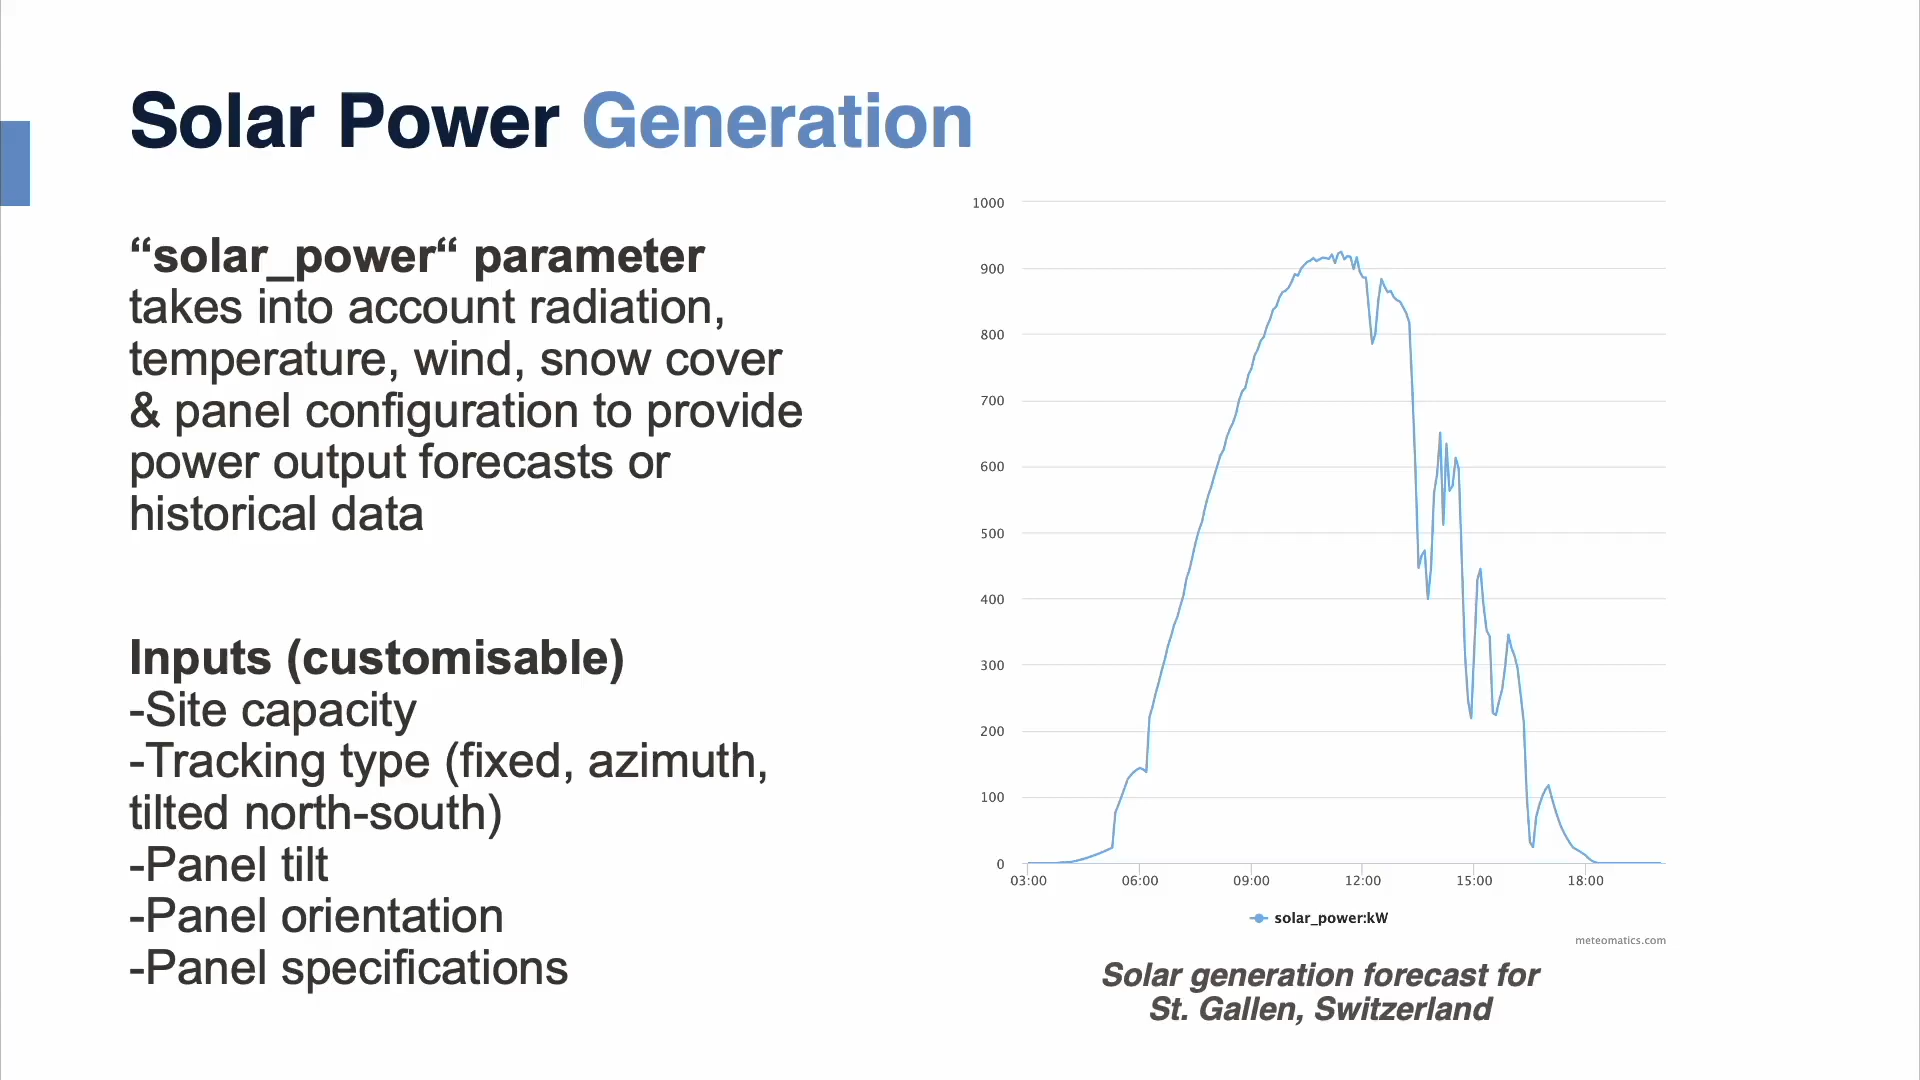 Solar Power Generation
“solar_power“ parameter
takes into account radiation,
temperature, wind, snow cover
& panel configuration to provide
power output forecasts or
historical data
Inputs (customisable)
-Site capacity
-Tracking type (fixed, azimuth,
tilted north-south)
-Panel tilt
-Panel orientation
-Panel specifications
1000
900
800
700
600
500
400
300
200
100
0
03:00 06:00 09:00 12:00 15:00 18:00
solar_power:kW
meteomatics.com
Solar generation forecast for
St. Gallen, Switzerland